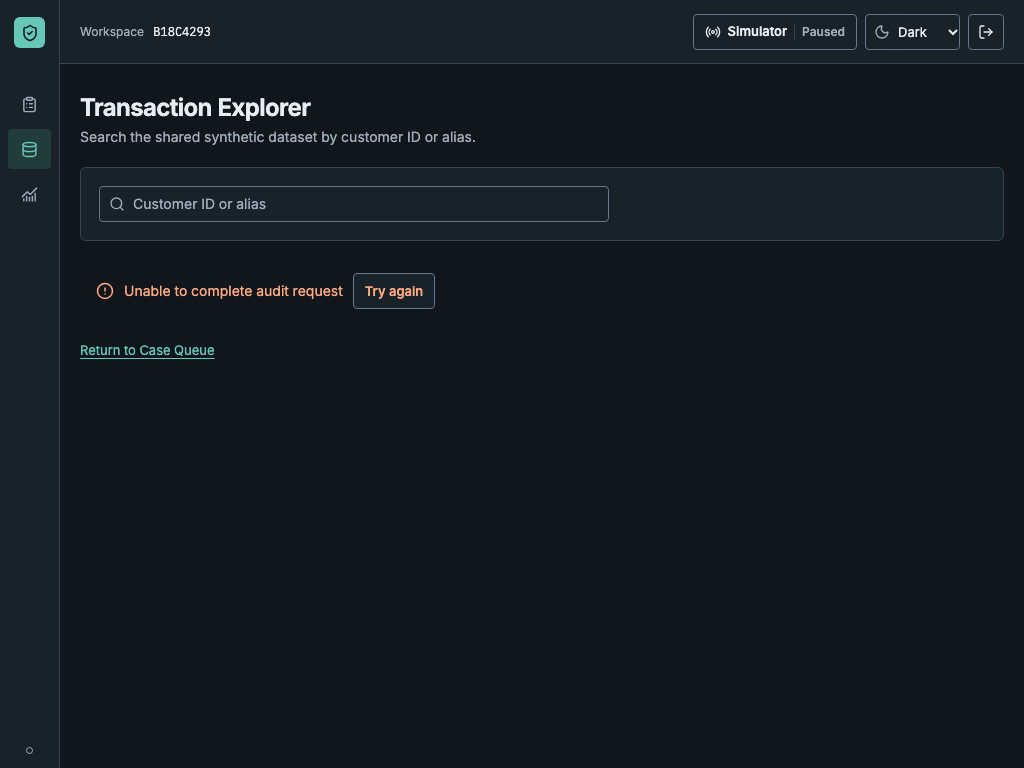 Workspace B18C4293
Simulator Paused
Dark
Transaction Explorer
Search the shared synthetic dataset by customer ID or alias.
Customer ID or alias
Unable to complete audit request
Try again
Return to Case Queue